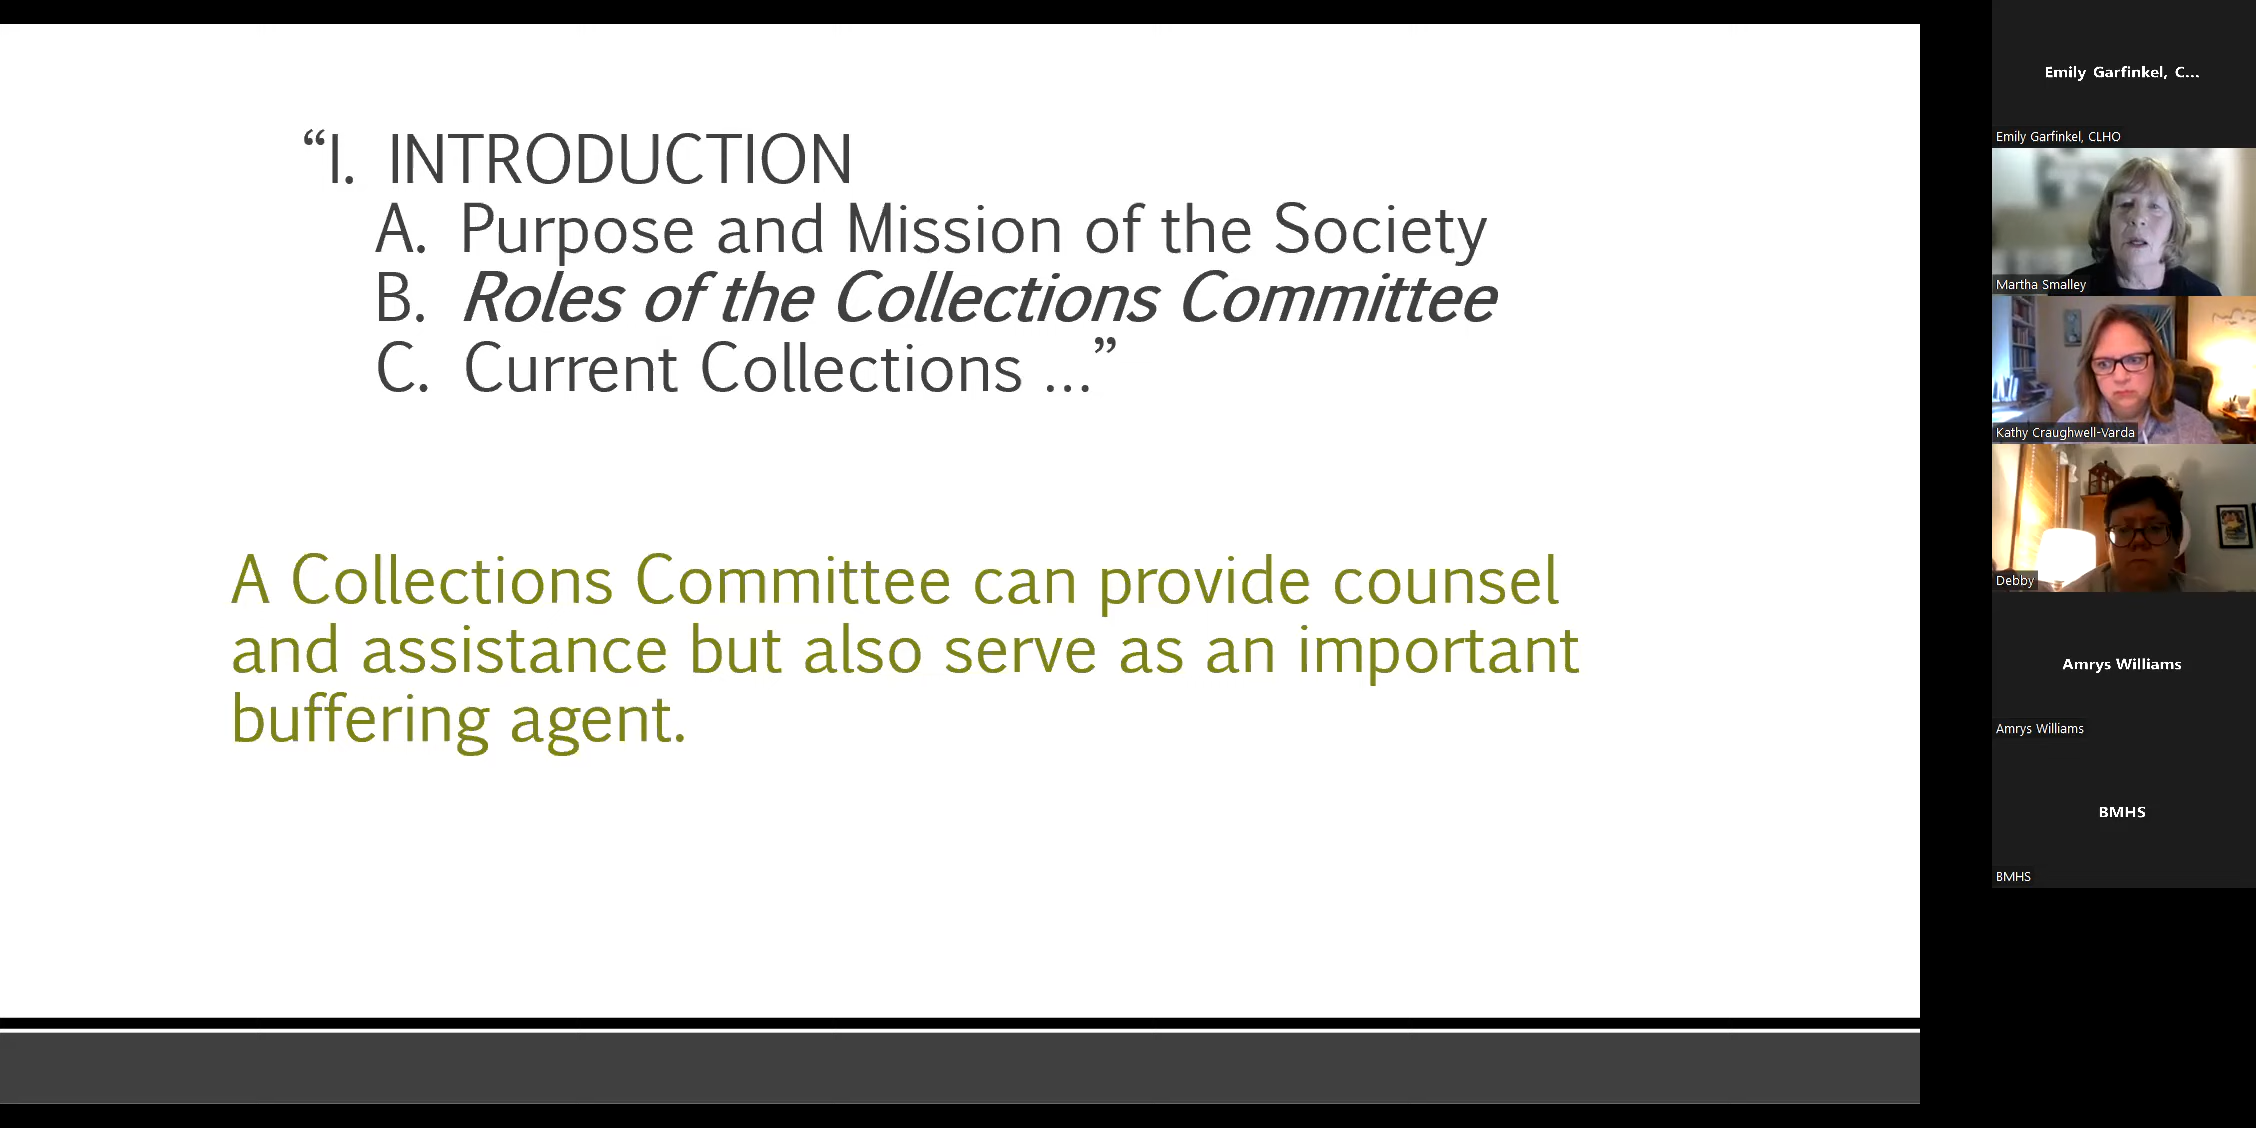 “I. INTRODUCTION
A. Purpose and Mission of the Society
B. Roles of the Collections Committee
C. Current Collections ...”
A Collections Committee can provide counsel
and assistance but also serve as an important
buffering agent.
Emily Garfinkel, C...
Emily Garfinkel, CLHO
Martha Smalley
Kathy Craughwell-Varda
Debby
Amrys Williams
Amrys Williams
BMHS
BMHS